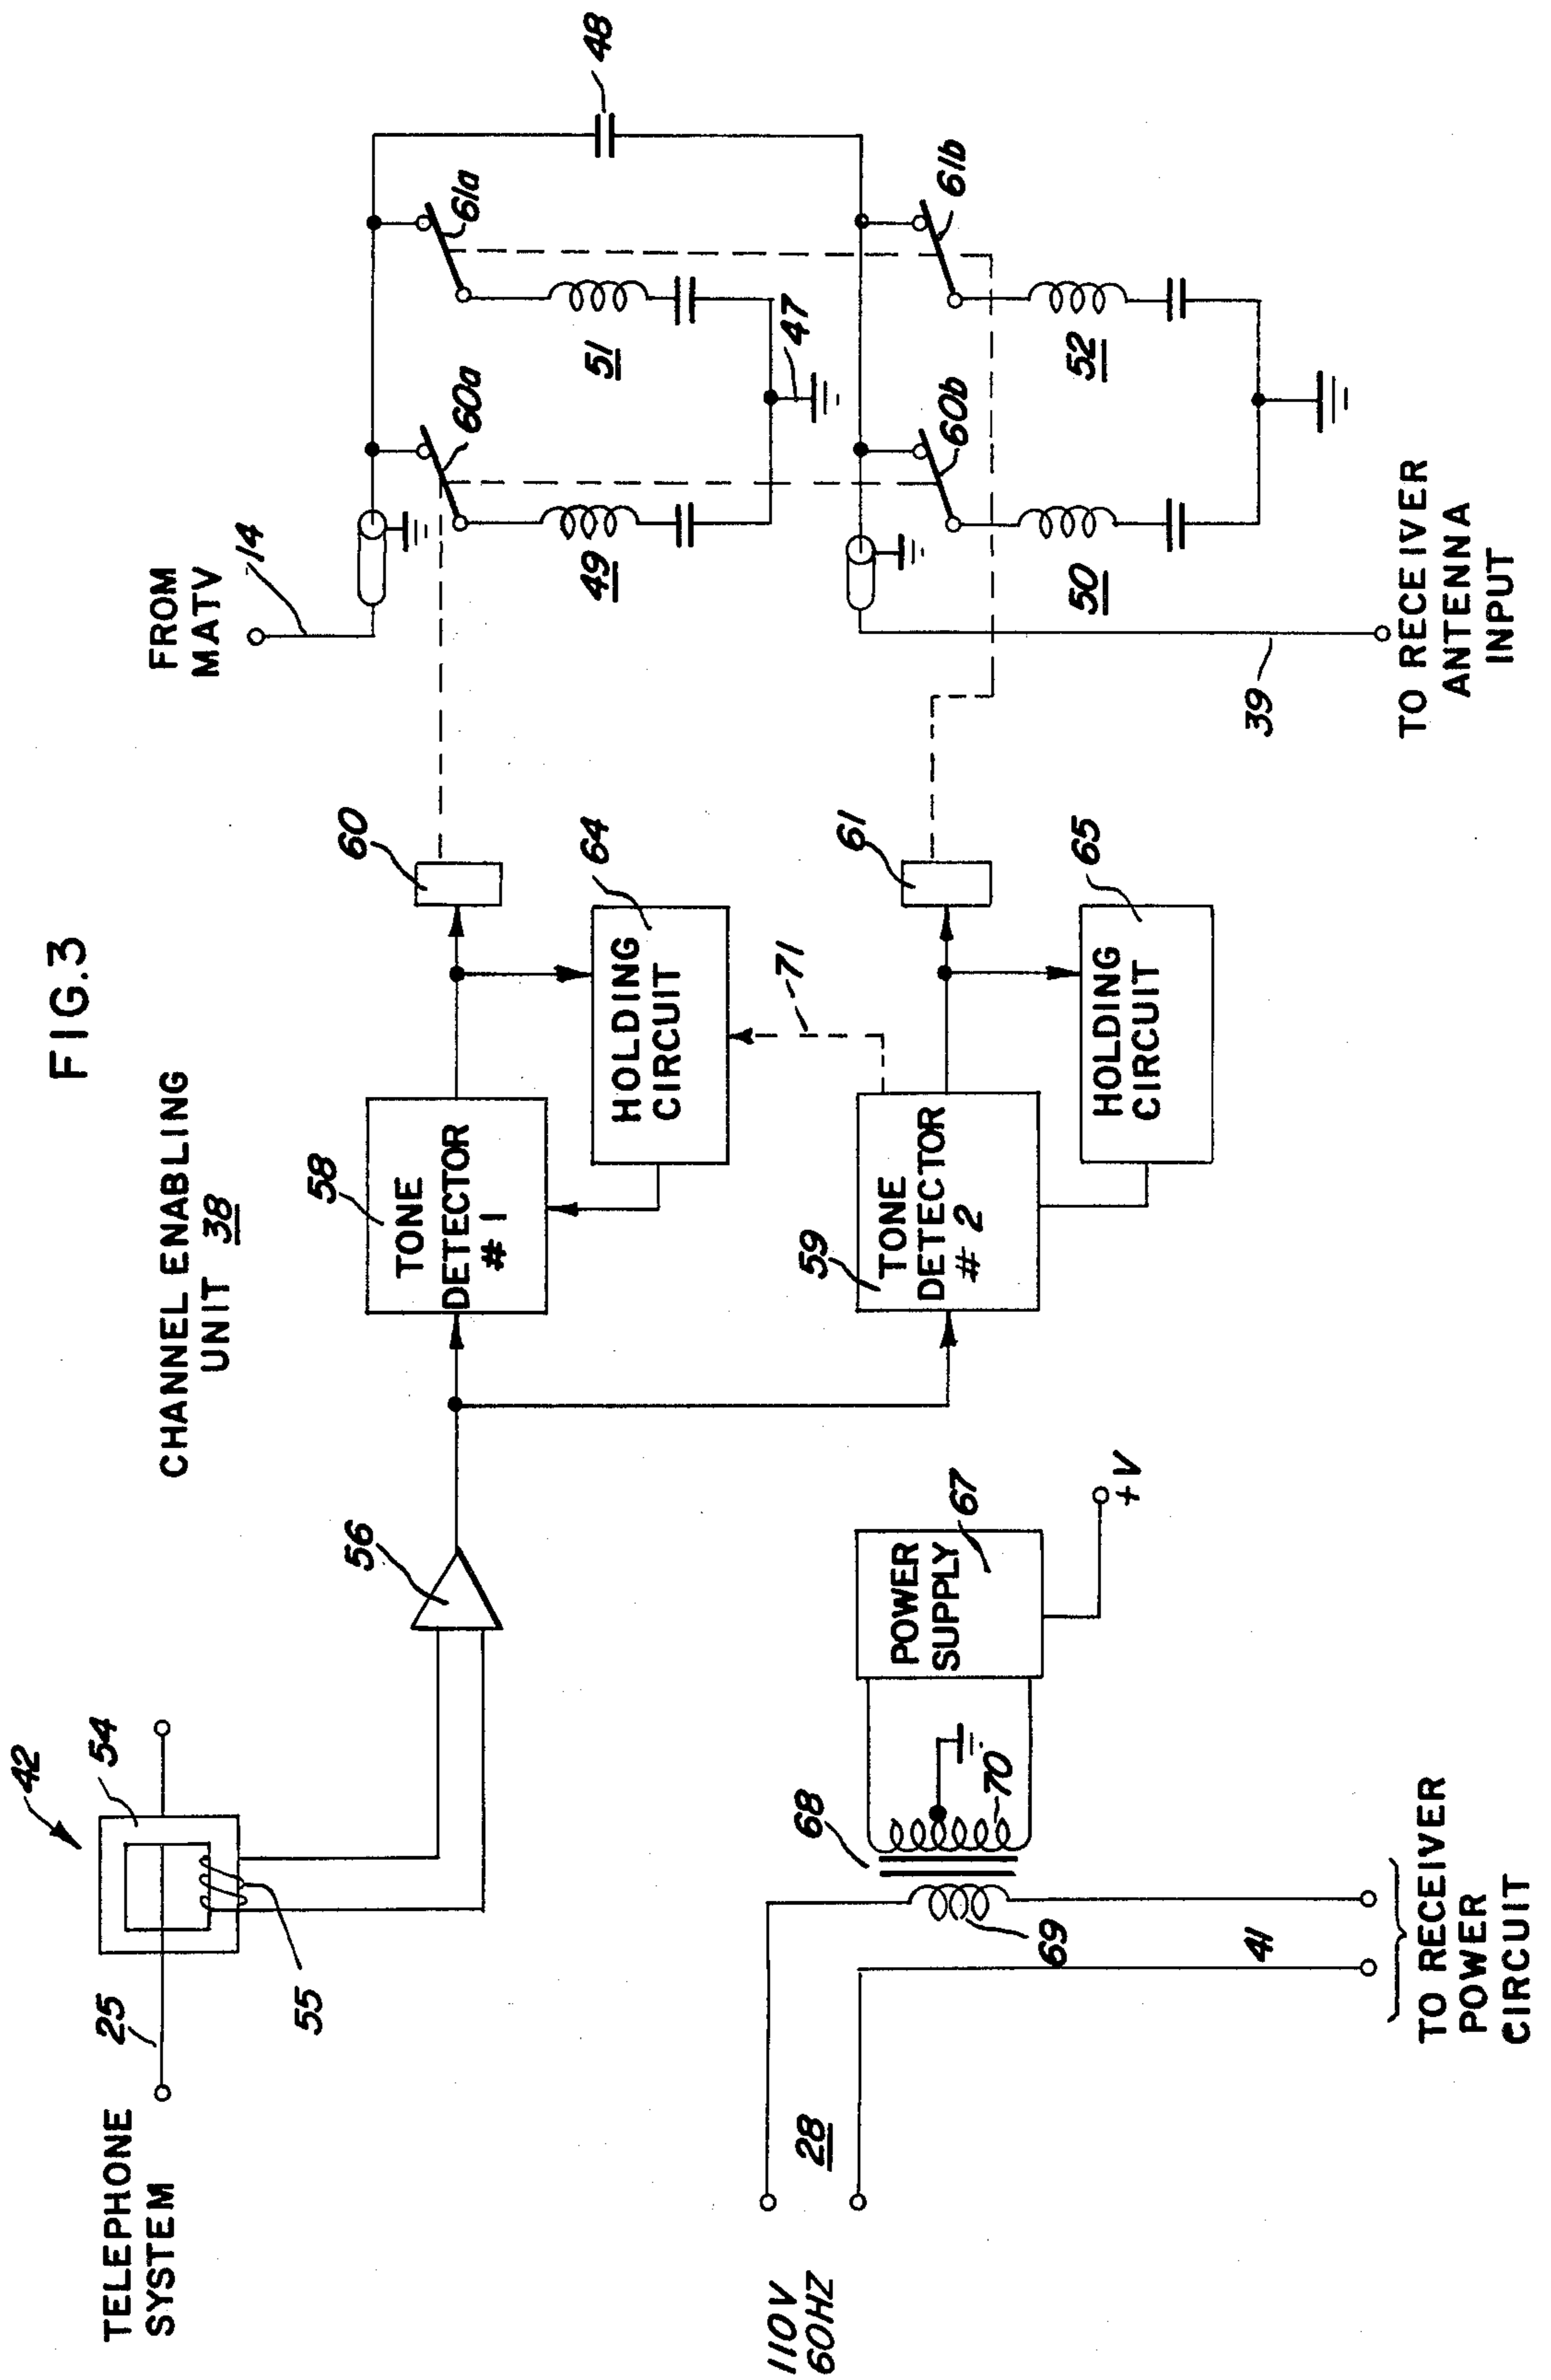 FIG.3
CHANNEL ENABLING
UNIT 38
TELEPHONE
SYSTEM
25
42
54
55
56
58
TONE
DETECTOR
#1
60
64
HOLDING
CIRCUIT
71
59
TONE
DETECTOR
#2
61
65
HOLDING
CIRCUIT
FROM
MATV
14
60a
61a
48
49
51
47
60b
61b
50
52
39
TO RECEIVER
ANTENNA
INPUT
110V
60HZ
28
68
69
70
POWER
SUPPLY
67
+V
41
TO RECEIVER
POWER
CIRCUIT